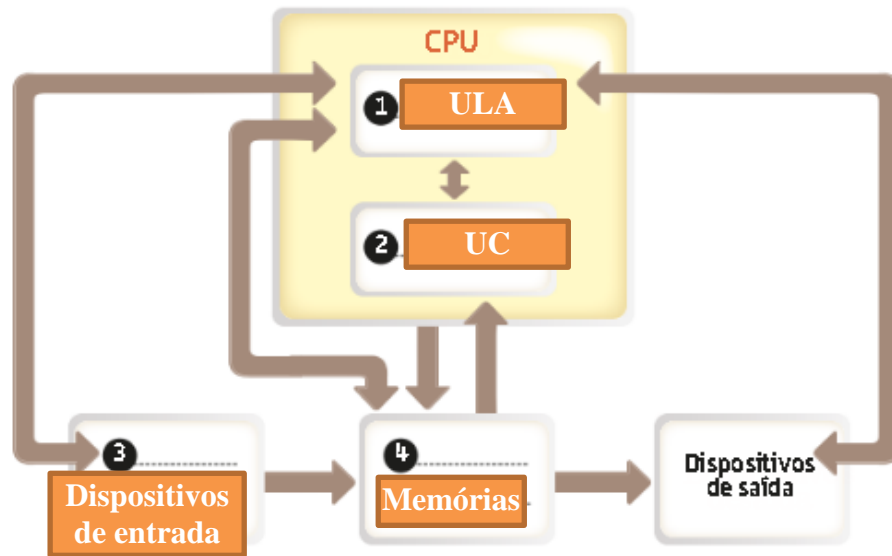 CPU
1 ULA
2 UC
3
Dispositivos
de entrada
4
Memórias
Dispositivos
de saída